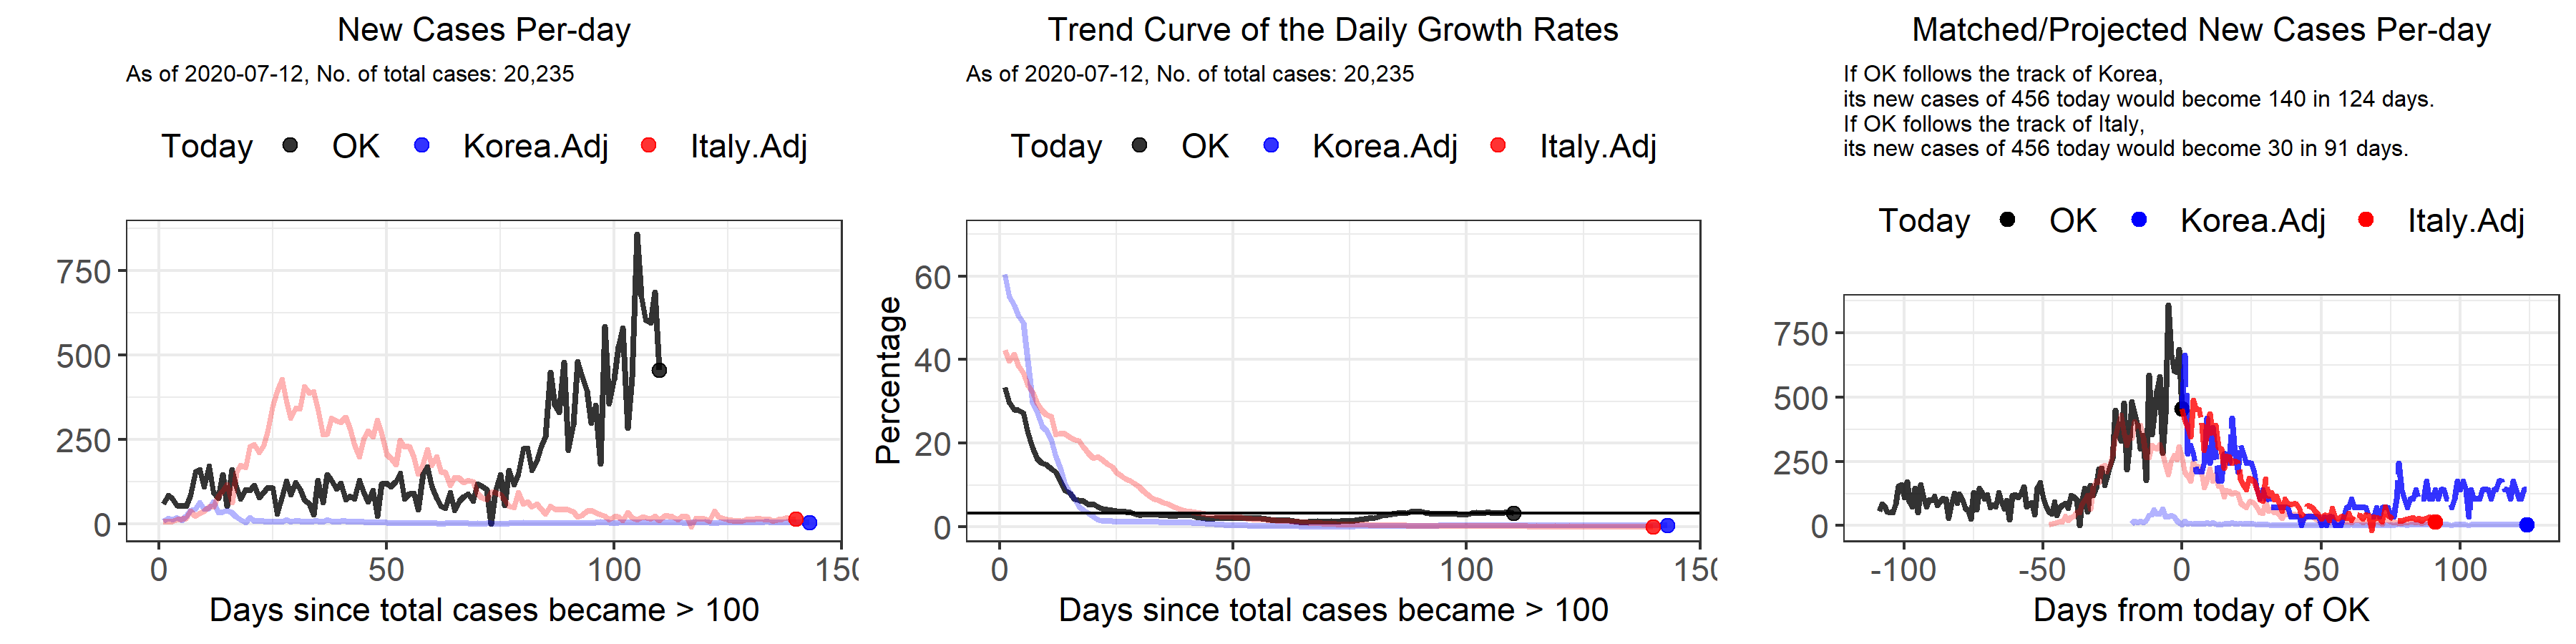 New Cases Per-day
As of 2020-07-12, No. of total cases: 20,235
Today OK Korea.Adj Italy.Adj
750
500
250
0
0 50 100 150
Days since total cases became > 100
Trend Curve of the Daily Growth Rates
As of 2020-07-12, No. of total cases: 20,235
Today OK Korea.Adj Italy.Adj
Percentage
60
40
20
0
0 50 100 150
Days since total cases became > 100
Matched/Projected New Cases Per-day
If OK follows the track of Korea,
its new cases of 456 today would become 140 in 124 days.
If OK follows the track of Italy,
its new cases of 456 today would become 30 in 91 days.
Today OK Korea.Adj Italy.Adj
750
500
250
0
-100 -50 0 50 100
Days from today of OK